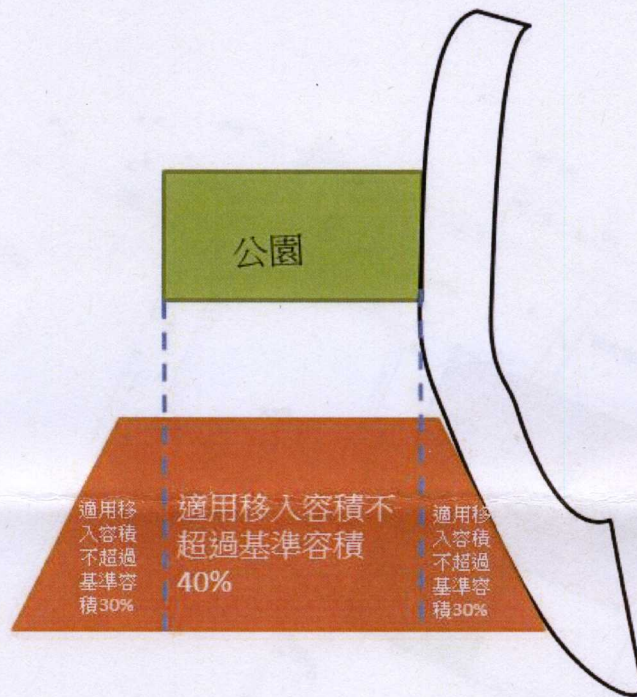 公園
適用移
入容積
不超過
基準容
積30%
適用移入容積不
超過基準容積
40%
適用移
入容積
不超過
基準容
積30%